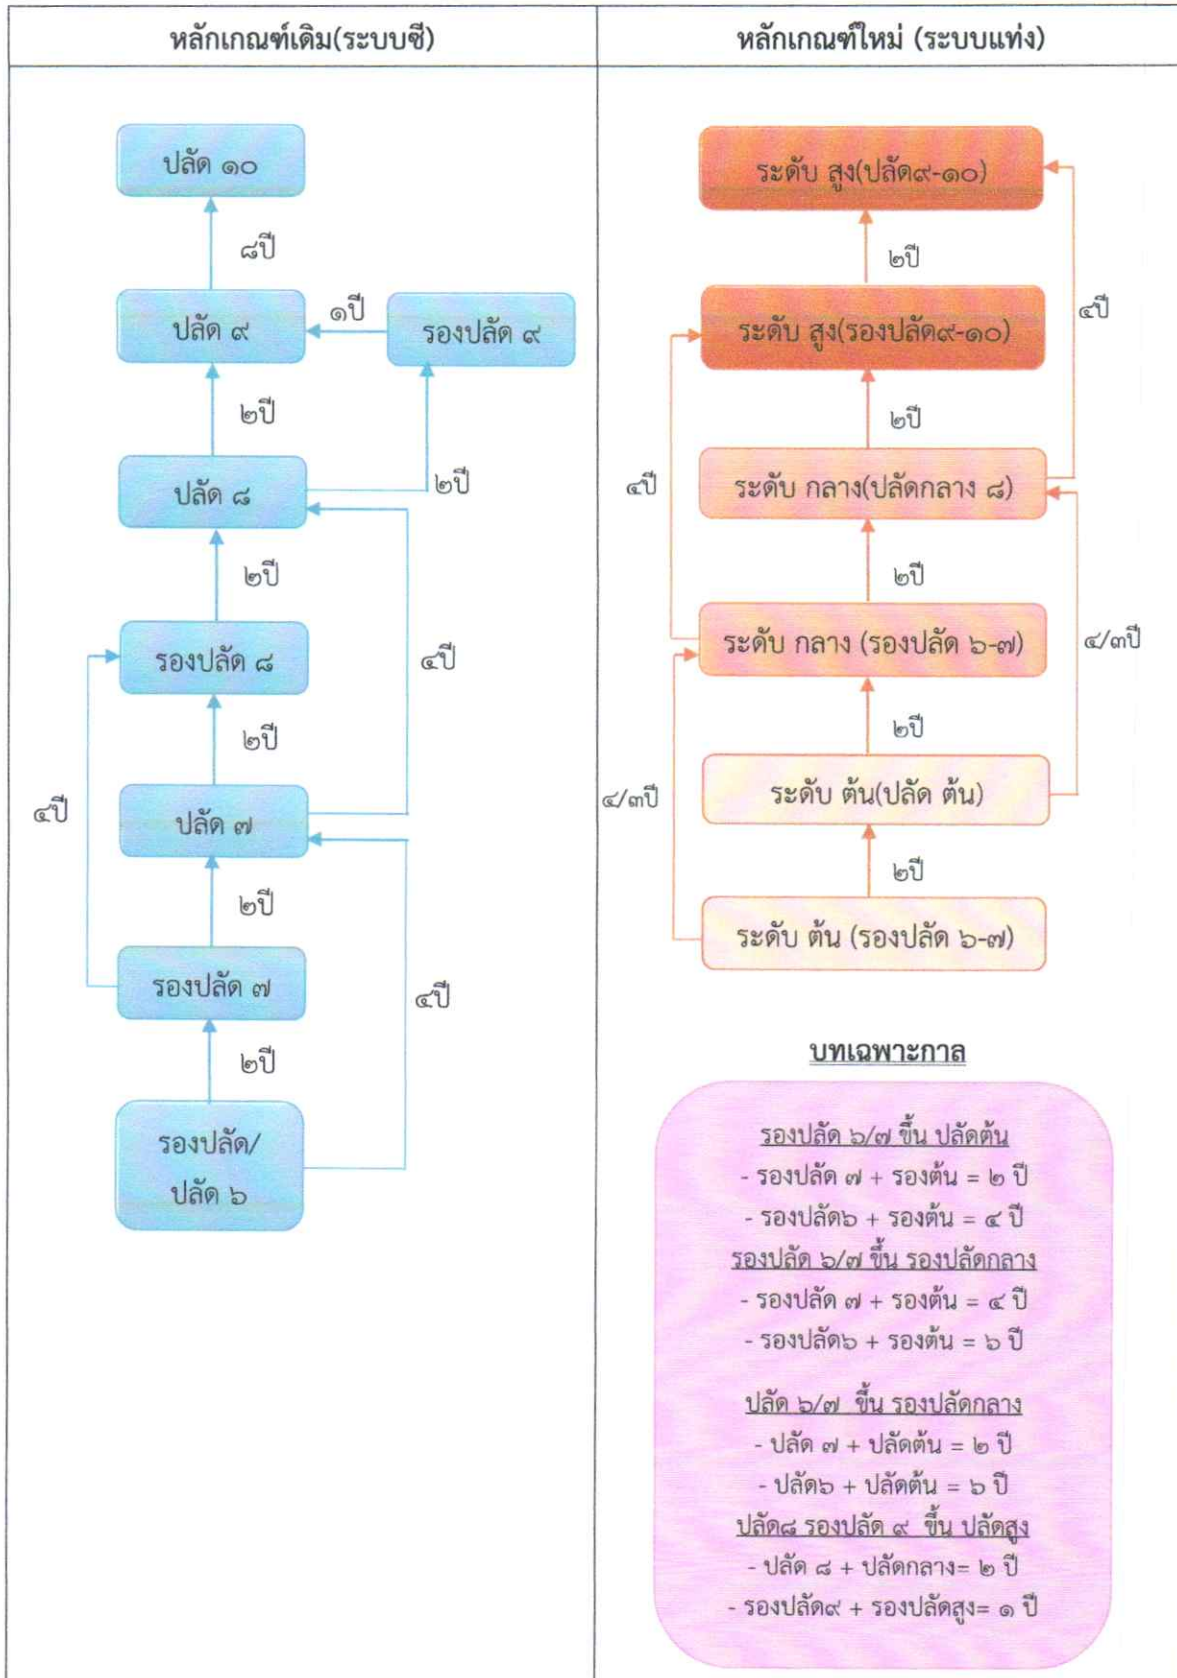 หลักเกณฑ์เดิม(ระบบซี)
ปลัด ๑๐
๘ปี
ปลัด ๙
๑ปี
รองปลัด ๙
๒ปี
ปลัด ๘
๒ปี
๒ปี
รองปลัด ๘
๔ปี
๒ปี
๔ปี
ปลัด ๗
๒ปี
รองปลัด ๗
๔ปี
๒ปี
รองปลัด/
ปลัด ๖
หลักเกณฑ์ใหม่ (ระบบแท่ง)
ระดับ สูง(ปลัด๙-๑๐)
๒ปี
๔ปี
ระดับ สูง(รองปลัด๙-๑๐)
๒ปี
๔ปี
ระดับ กลาง(ปลัดกลาง ๘)
๒ปี
ระดับ กลาง (รองปลัด ๖-๗)
๔/๓ปี
๒ปี
๔/๓ปี
ระดับ ต้น(ปลัด ต้น)
๒ปี
ระดับ ต้น (รองปลัด ๖-๗)
บทเฉพาะกาล
รองปลัด ๖/๗ ขึ้น ปลัดต้น
- รองปลัด ๗ + รองต้น = ๒ ปี
- รองปลัด๖ + รองต้น = ๔ ปี
รองปลัด ๖/๗ ขึ้น รองปลัดกลาง
- รองปลัด ๗ + รองต้น = ๔ ปี
- รองปลัด๖ + รองต้น = ๖ ปี
ปลัด ๖/๗ ขึ้น รองปลัดกลาง
- ปลัด ๗ + ปลัดต้น = ๒ ปี
- ปลัด๖ + ปลัดต้น = ๖ ปี
ปลัด๘ รองปลัด ๙ ขึ้น ปลัดสูง
- ปลัด ๘ + ปลัดกลาง= ๒ ปี
- รองปลัด๙ + รองปลัดสูง= ๑ ปี